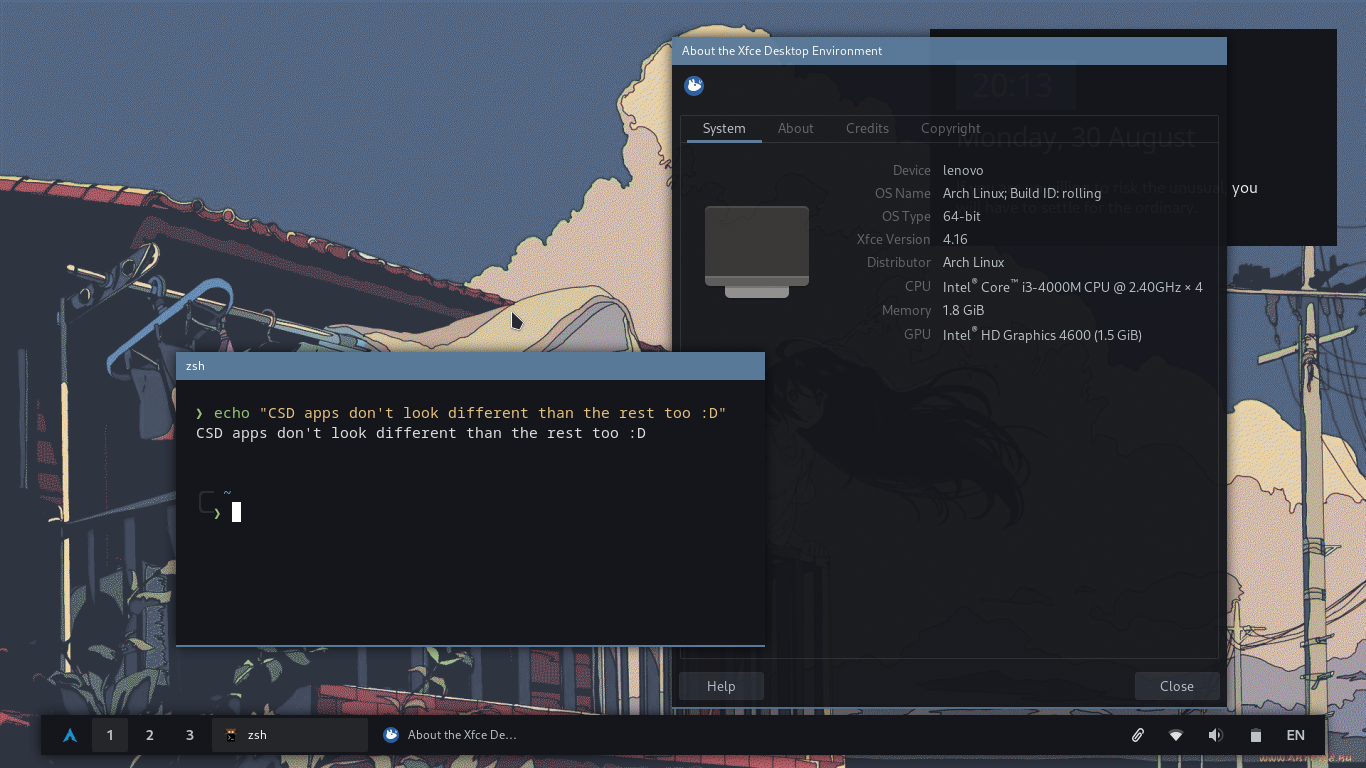 About the Xfce Desktop Environment
20:13
Monday, 30 August
risk the unusual, you
have to settle for the ordinary.
System About Credits Copyright
Device lenovo
OS Name Arch Linux; Build ID: rolling
OS Type 64-bit
Xfce Version 4.16
Distributor Arch Linux
CPU Intel® Core™ i3-4000M CPU @ 2.40GHz × 4
Memory 1.8 GiB
GPU Intel® HD Graphics 4600 (1.5 GiB)
Help Close
zsh
❯ echo "CSD apps don't look different than the rest too :D"
CSD apps don't look different than the rest too :D
~
❯
1 2 3 zsh About the Xfce De... EN